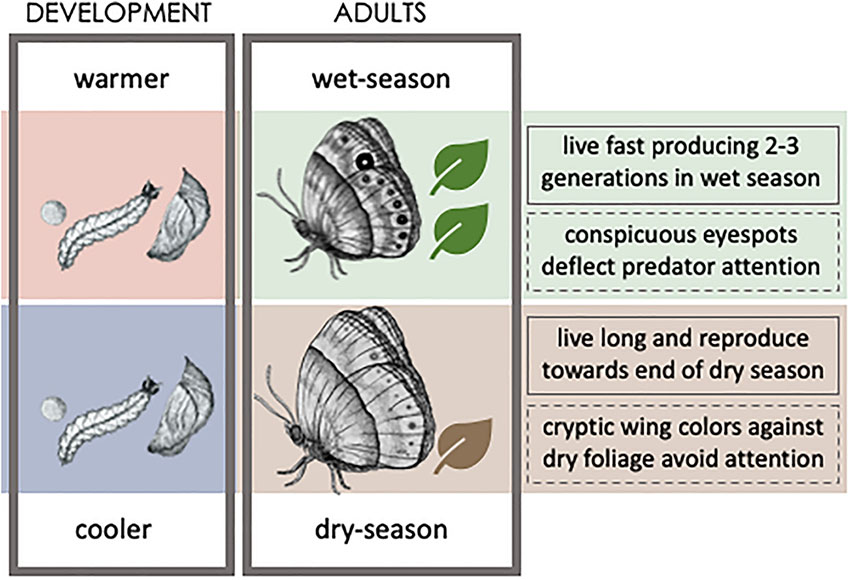 DEVELOPMENT
ADULTS
warmer
wet-season
live fast producing 2-3
generations in wet season
conspicuous eyespots
deflect predator attention
live long and reproduce
towards end of dry season
cryptic wing colors against
dry foliage avoid attention
cooler
dry-season